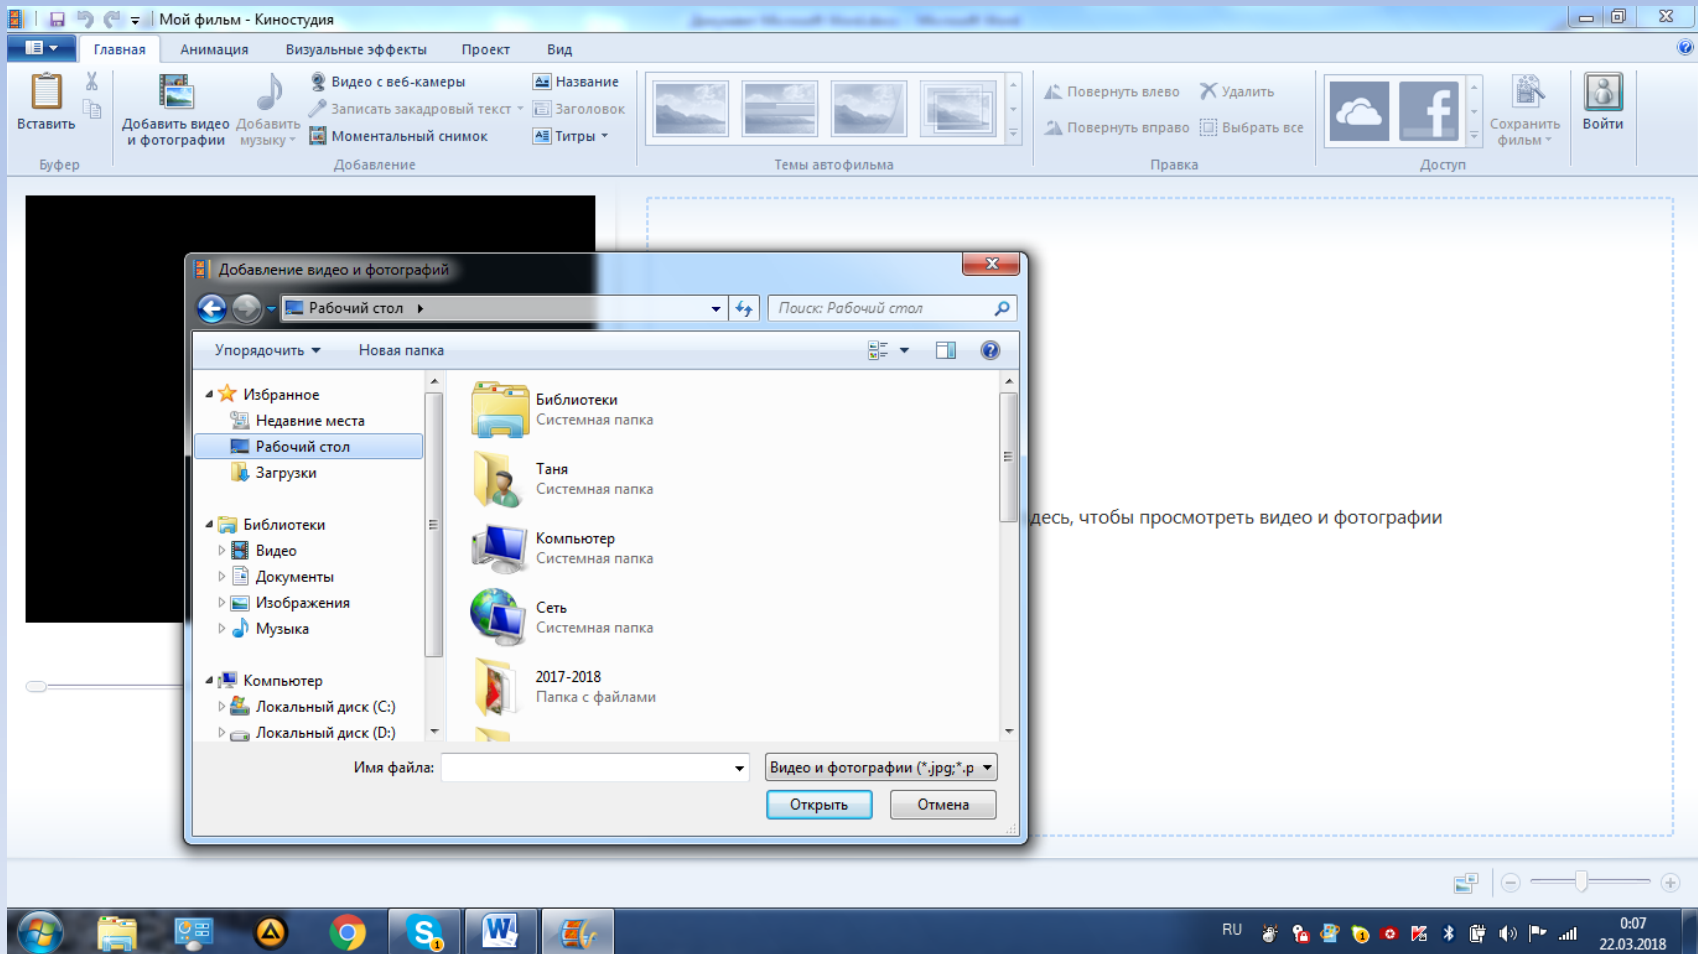 Мой фильм - Киностудия
Главная
Анимация
Визуальные эффекты
Проект
Вид
Вставить
Буфер
Добавить видео
и фотографии
Добавить
музыку
Видео с веб-камеры
Записать закадровый текст
Моментальный снимок
Название
Заголовок
Титры
Добавление
Темы автофильма
Повернуть влево
Удалить
Повернуть вправо
Выбрать все
Правка
Доступ
Сохранить
фильм
Войти
Добавление видео и фотографий
Рабочий стол
Поиск: Рабочий стол
Упорядочить
Новая папка
Избранное
Недавние места
Рабочий стол
Загрузки
Библиотеки
Видео
Документы
Изображения
Музыка
Компьютер
Локальный диск (C:)
Локальный диск (D:)
Библиотеки
Системная папка
Таня
Системная папка
Компьютер
Системная папка
Сеть
Системная папка
2017-2018
Папка с файлами
десь, чтобы просмотреть видео и фотографии
Имя файла:
Видео и фотографии (*.jpg;*.p
Открыть
Отмена
RU
0:07
22.03.2018